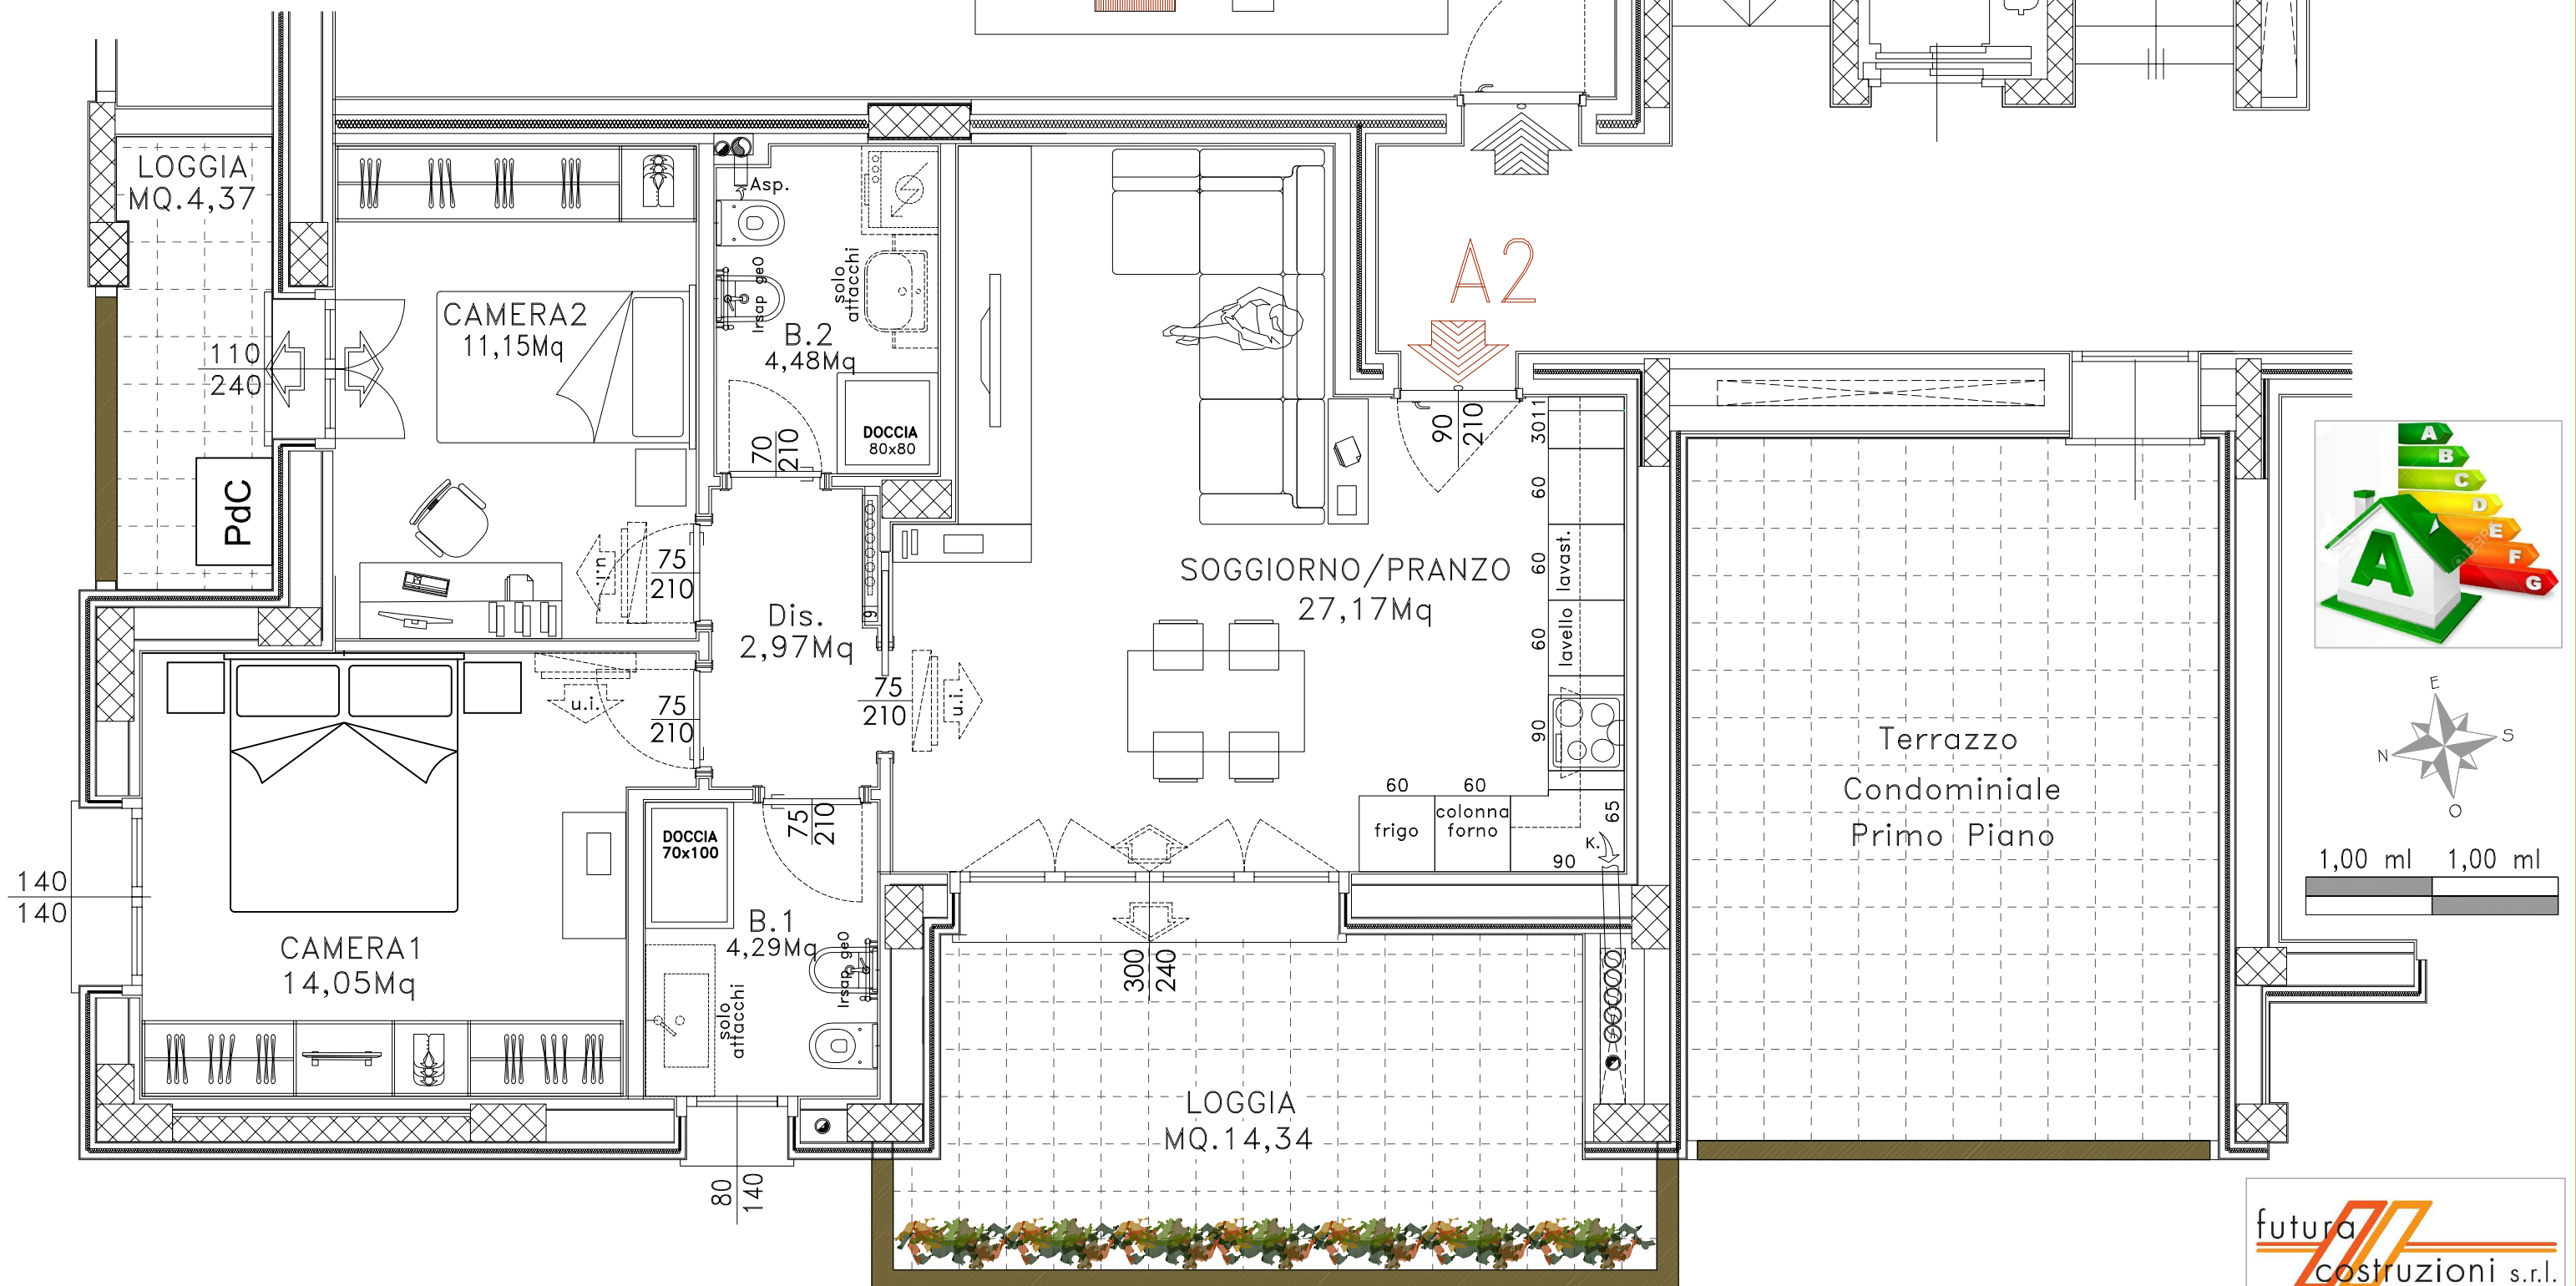 LOGGIA
MQ.4,37
110
240
PdC
CAMERA2
11,15Mq
u.i.
75
210
Asp.
Irsap ge0
solo
attacchi
B.2
4,48Mq
70
210
DOCCIA
80x80
Dis.
2,97Mq
9
75
210
u.i.
A2
90
210
SOGGIORNO/PRANZO
27,17Mq
3011
60
60
lavast.
60
lavello
90
60
60
frigo
colonna
forno
65
K.
90
CAMERA1
14,05Mq
140
140
u.i.
75
210
75
210
DOCCIA
70x100
B.1
4,29Mq
Irsap ge0
solo
attacchi
80
140
300
240
LOGGIA
MQ.14,34
Terrazzo
Condominiale
Primo Piano
A
B
C
D
E
F
G
A
E
N
S
O
1,00 ml 1,00 ml
futura
costruzioni s.r.l.